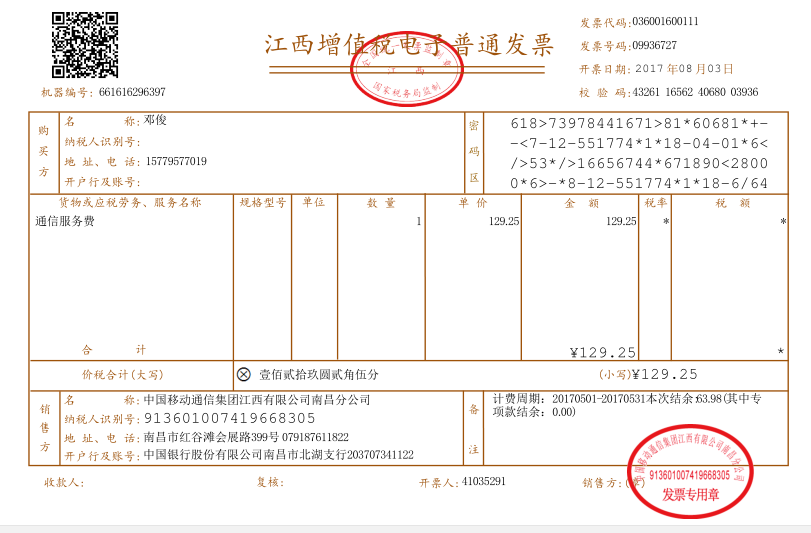 江西增值税电子普通发票
发票代码:036001600111
发票号码:09936727
开票日期: 2017 年08 月 03 日
机器编号: 661616296397
校 验 码:43261 16562 40680 03936
国家税务局监制
江 西
购买方
名 称:邓俊
纳税人识别号:
地 址、电 话: 15779577019
开户行及账号:
密码区
618>73978441671>81*60681*+-
-<7-12-551774*1*18-04-01*6<
/>53*/>16656744*671890<2800
0*6>-*8-12-551774*1*18-6/64
货物或应税劳务、服务名称 规格型号 单位 数 量 单 价 金 额 税率 税 额
通信服务费 1 129.25 129.25 * *
合 计 ¥129.25 *
价税合计(大写) ⊗ 壹佰贰拾玖圆贰角伍分 (小写)¥129.25
销售方
名 称:中国移动通信集团江西有限公司南昌分公司
纳税人识别号:913601007419668305
地 址、电 话:南昌市红谷滩会展路399号 079187611822
开户行及账号:中国银行股份有限公司南昌市北湖支行203707341122
备注
计费周期: 20170501-20170531本次结余:63.98(其中专
项款结余: 0.00)
收款人: 复核: 开票人:41035291 销售方:(章)
中国移动通信集团江西有限公司南昌分公司
913601007419668305
发票专用章